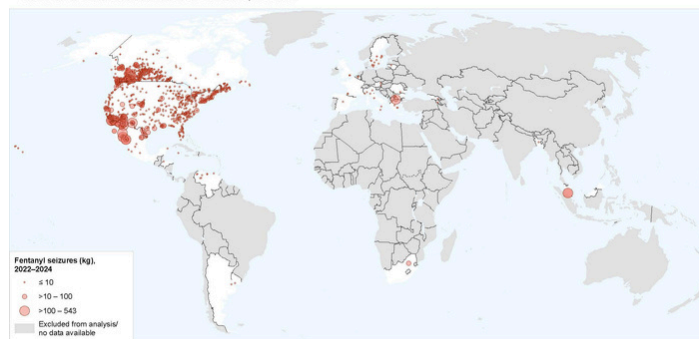 Fentanyl seizures (kg),
2022–2024
≤ 10
>10 – 100
>100 – 543
Excluded from analysis/
no data available